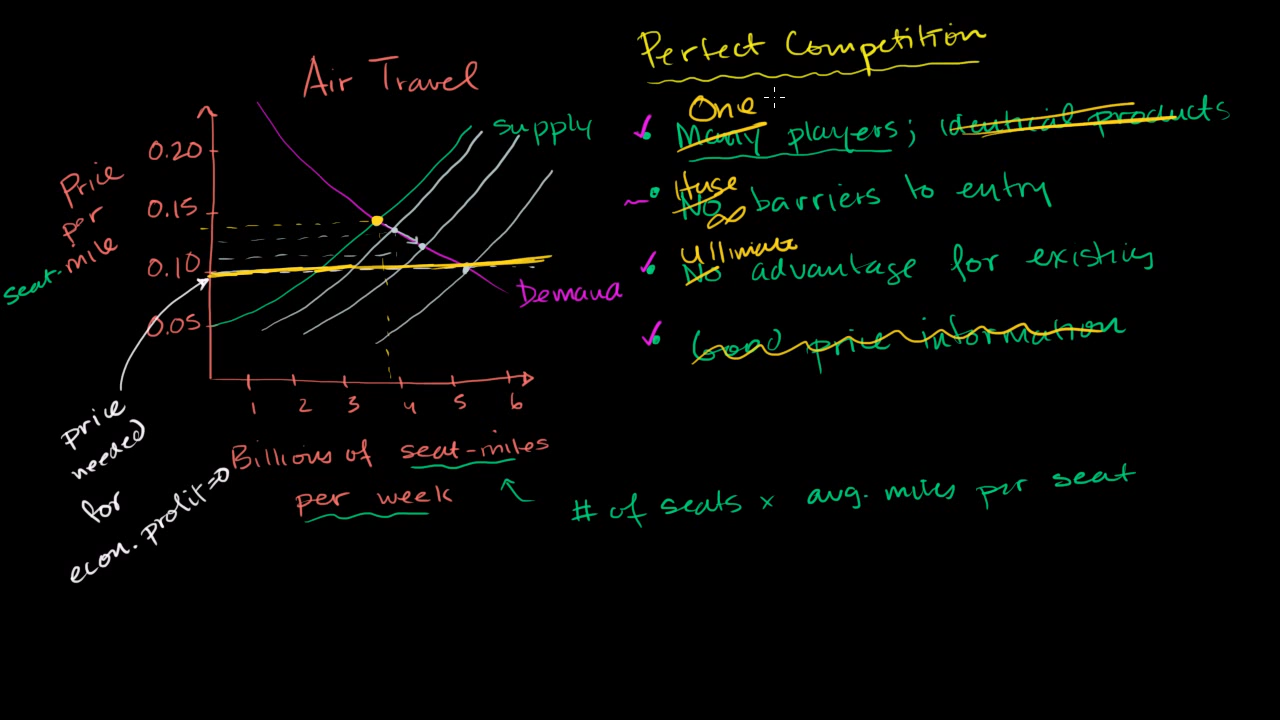 Perfect Competition
Air Travel
One
Many players; identical products
supply
0.20
Huge
No ∞ barriers to entry
Price
per
seat-mile
0.15
Ultimate
No advantage for existing
0.10
Demand
0.05
Good price information
1 2 3 4 5 6
price
needed
for
econ. profit=0
Billions of seat-miles
per week
# of seats x avg. miles per seat